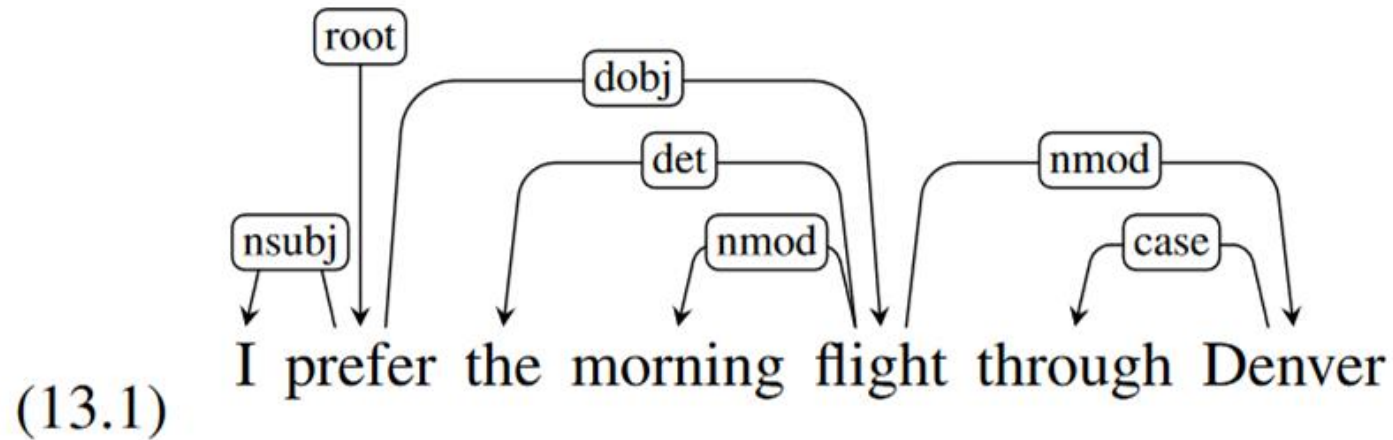 root
dobj
det
nmod
nsubj
nmod
case
I prefer the morning flight through Denver
(13.1)